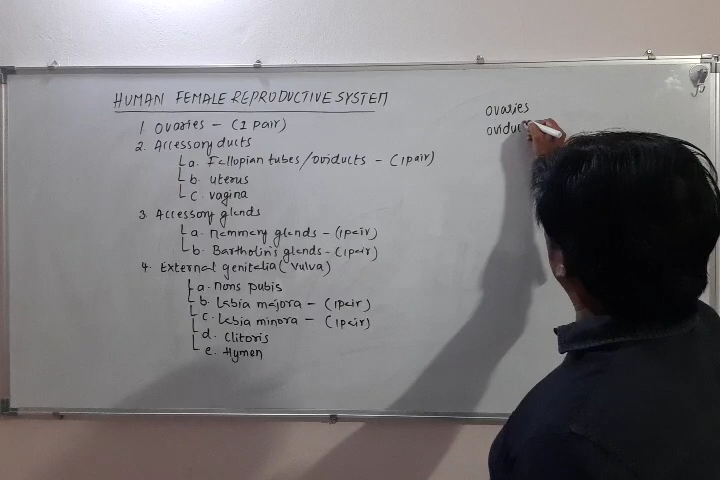 HUMAN FEMALE REPRODUCTIVE SYSTEM
1. Ovaries - (1 pair)
2. Accessory ducts
a. Fallopian tubes/oviducts - (1pair)
b. uterus
c. vagina
3. Accessory glands
a. Mammary glands - (1pair)
b. Bartholin's glands - (1pair)
4. External genitalia (vulva)
a. Mons pubis
b. Labia majora - (1pair)
c. Labia minora - (1pair)
d. Clitoris
e. Hymen
ovaries
oviduc